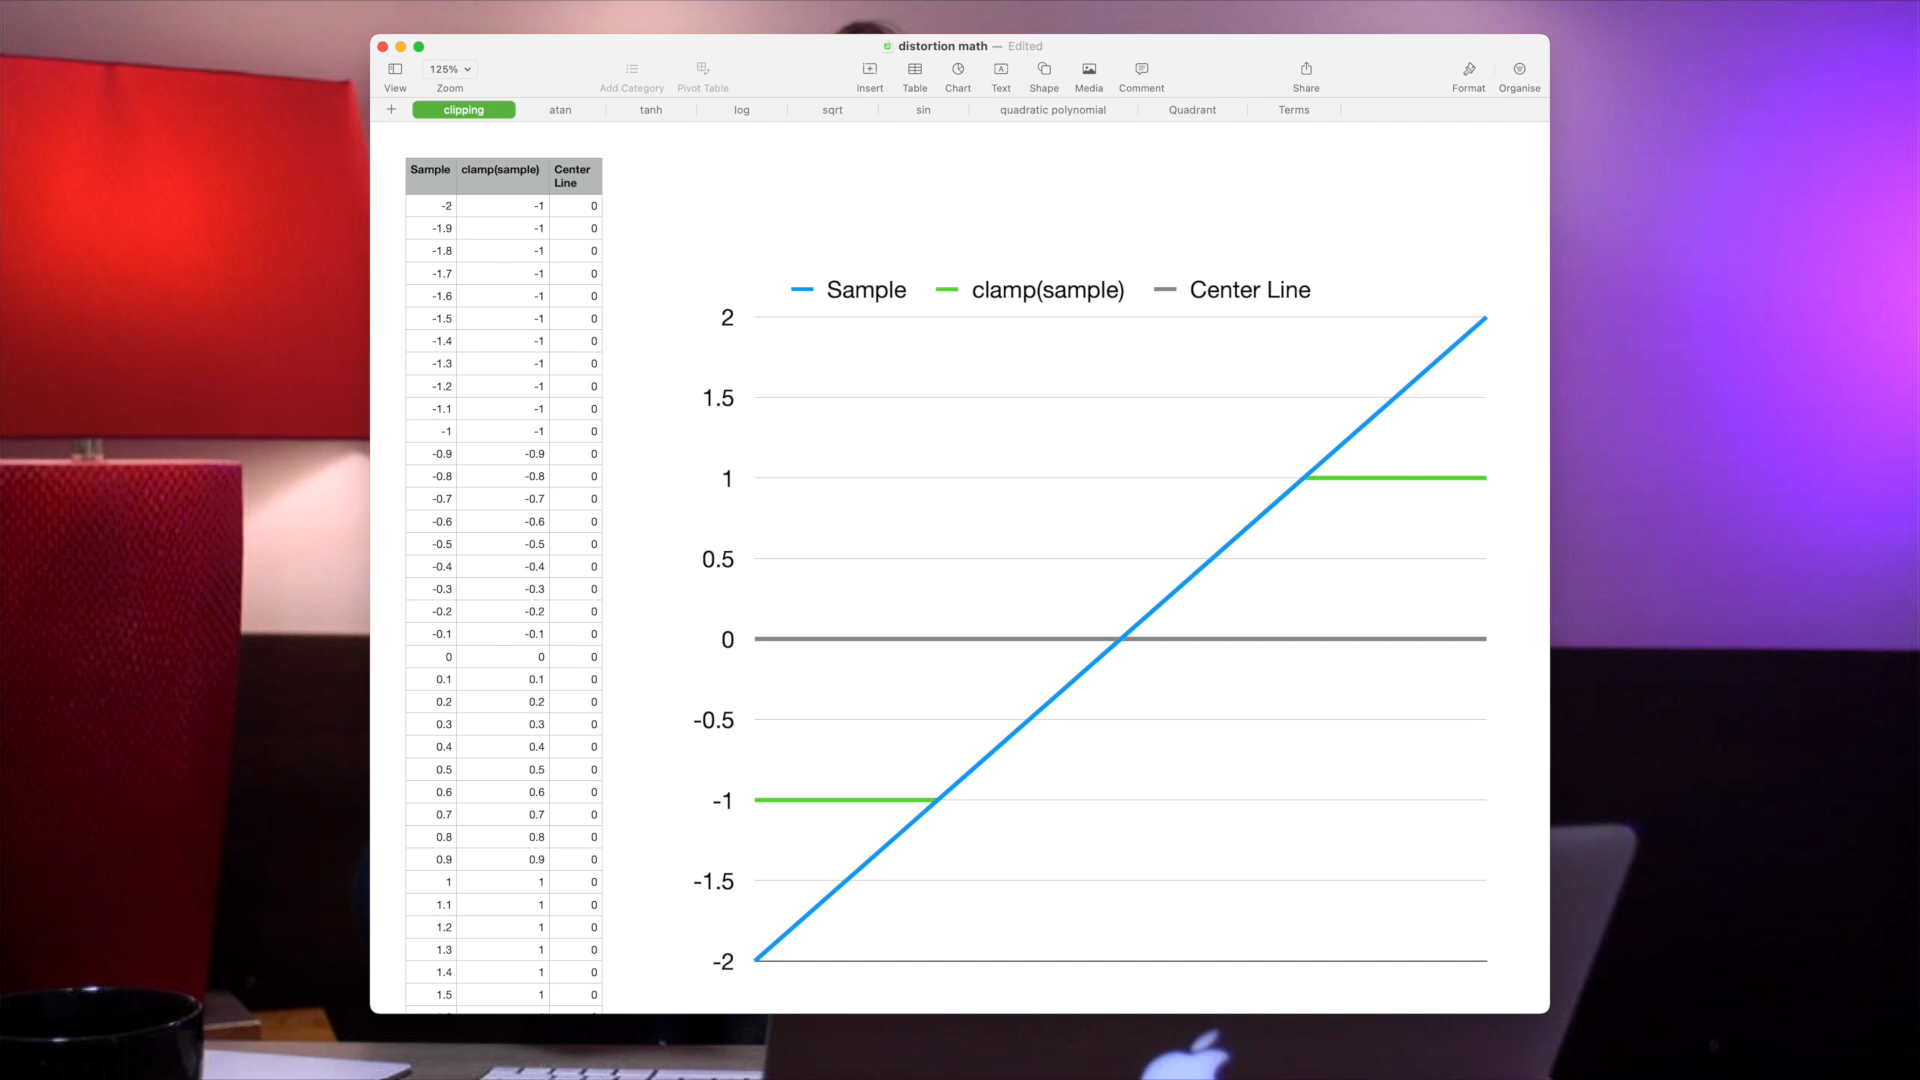 distortion math — Edited
125%
View Zoom Add Category Pivot Table Insert Table Chart Text Shape Media Comment Share Format Organise
+ clipping atan tanh log sqrt sin quadratic polynomial Quadrant Terms
Sample clamp(sample) Center Line
-2 -1 0
-1.9 -1 0
-1.8 -1 0
-1.7 -1 0
-1.6 -1 0
-1.5 -1 0
-1.4 -1 0
-1.3 -1 0
-1.2 -1 0
-1.1 -1 0
-1 -1 0
-0.9 -0.9 0
-0.8 -0.8 0
-0.7 -0.7 0
-0.6 -0.6 0
-0.5 -0.5 0
-0.4 -0.4 0
-0.3 -0.3 0
-0.2 -0.2 0
-0.1 -0.1 0
0 0 0
0.1 0.1 0
0.2 0.2 0
0.3 0.3 0
0.4 0.4 0
0.5 0.5 0
0.6 0.6 0
0.7 0.7 0
0.8 0.8 0
0.9 0.9 0
1 1 0
1.1 1 0
1.2 1 0
1.3 1 0
1.4 1 0
1.5 1 0
Sample clamp(sample) Center Line
2
1.5
1
0.5
0
-0.5
-1
-1.5
-2